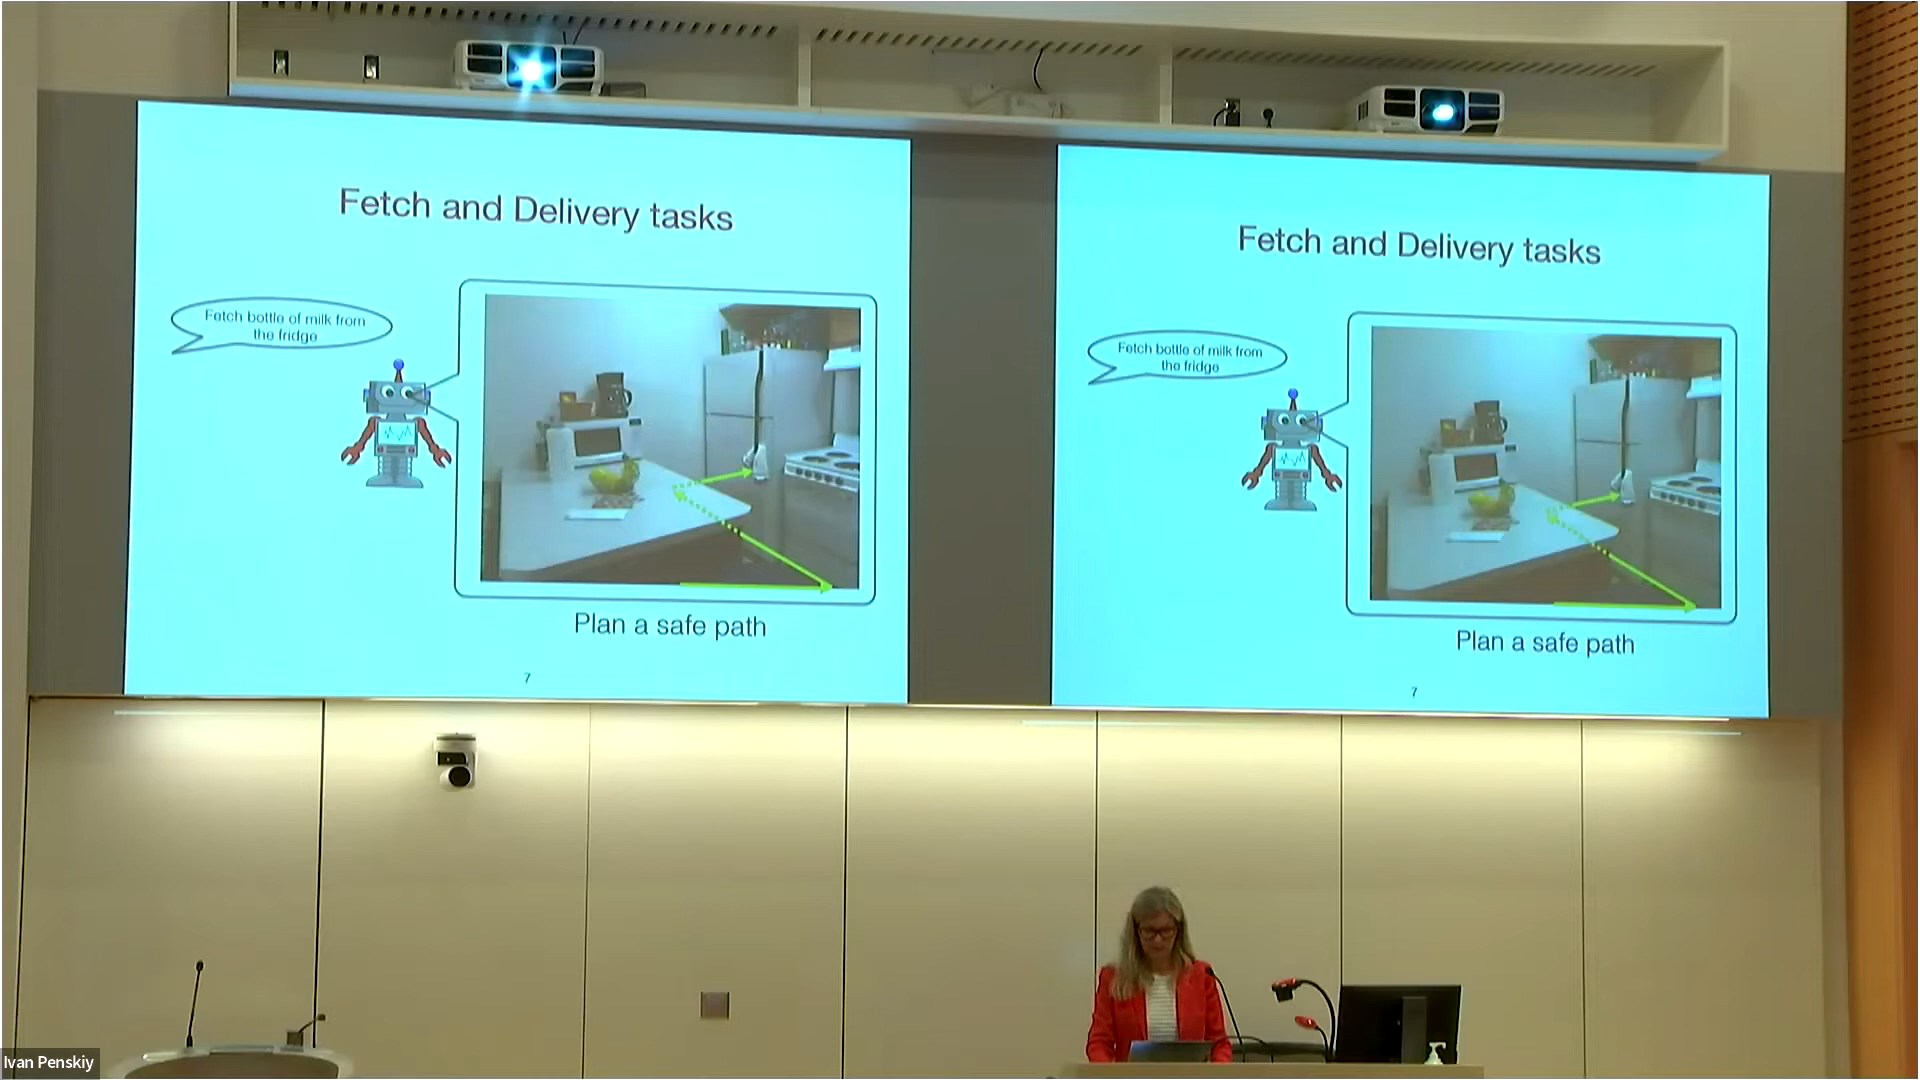 Fetch and Delivery tasks
Fetch bottle of milk from
the fridge
Plan a safe path
7
Fetch and Delivery tasks
Fetch bottle of milk from
the fridge
Plan a safe path
7
Ivan Penskiy